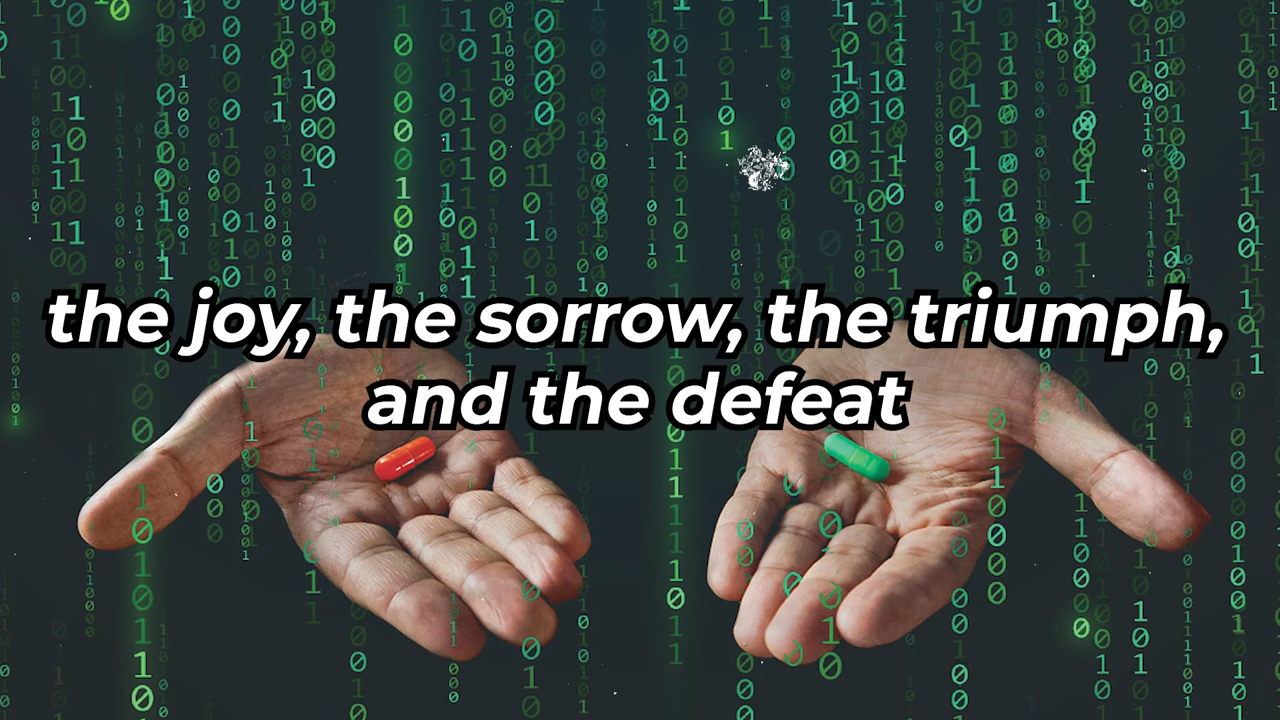 the joy, the sorrow, the triumph,
and the defeat